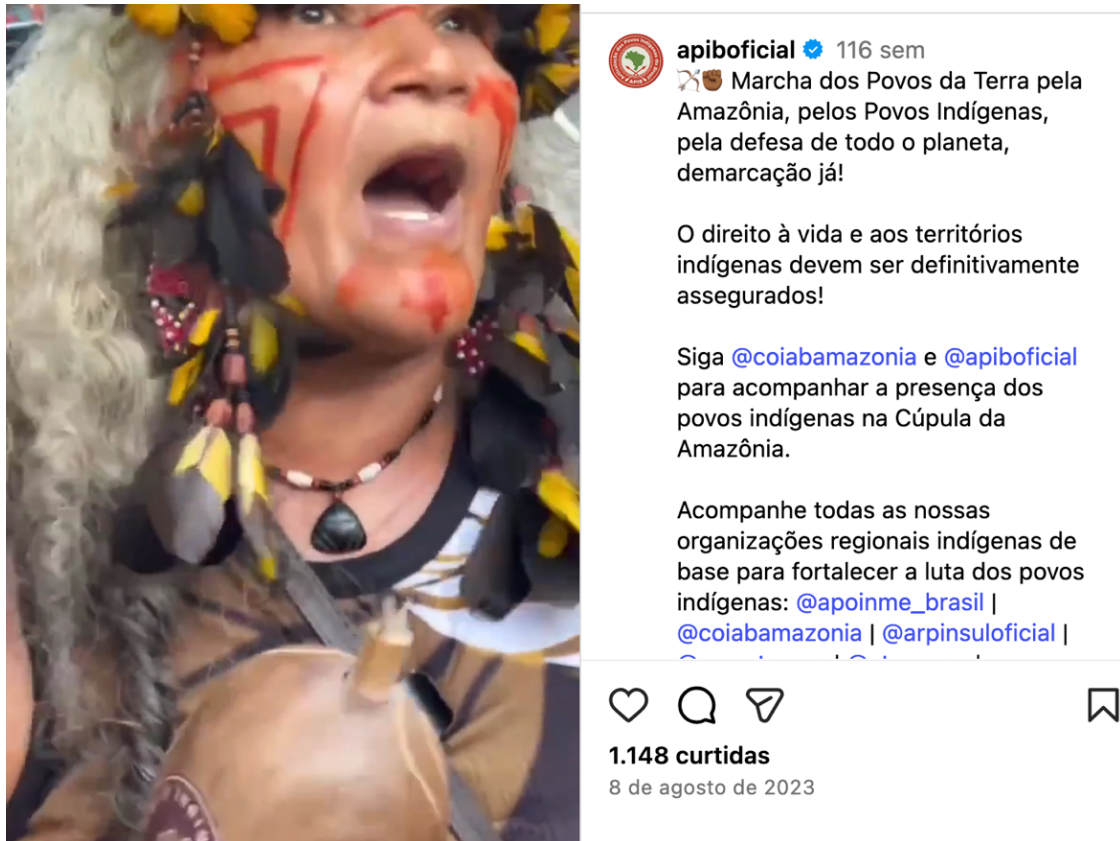 apiboficial 116 sem
🏹✊🏾 Marcha dos Povos da Terra pela
Amazônia, pelos Povos Indígenas,
pela defesa de todo o planeta,
demarcação já!
O direito à vida e aos territórios
indígenas devem ser definitivamente
assegurados!
Siga @coiabamazonia e @apiboficial
para acompanhar a presença dos
povos indígenas na Cúpula da
Amazônia.
Acompanhe todas as nossas
organizações regionais indígenas de
base para fortalecer a luta dos povos
indígenas: @apoinme_brasil |
@coiabamazonia | @arpinsuloficial |
1.148 curtidas
8 de agosto de 2023